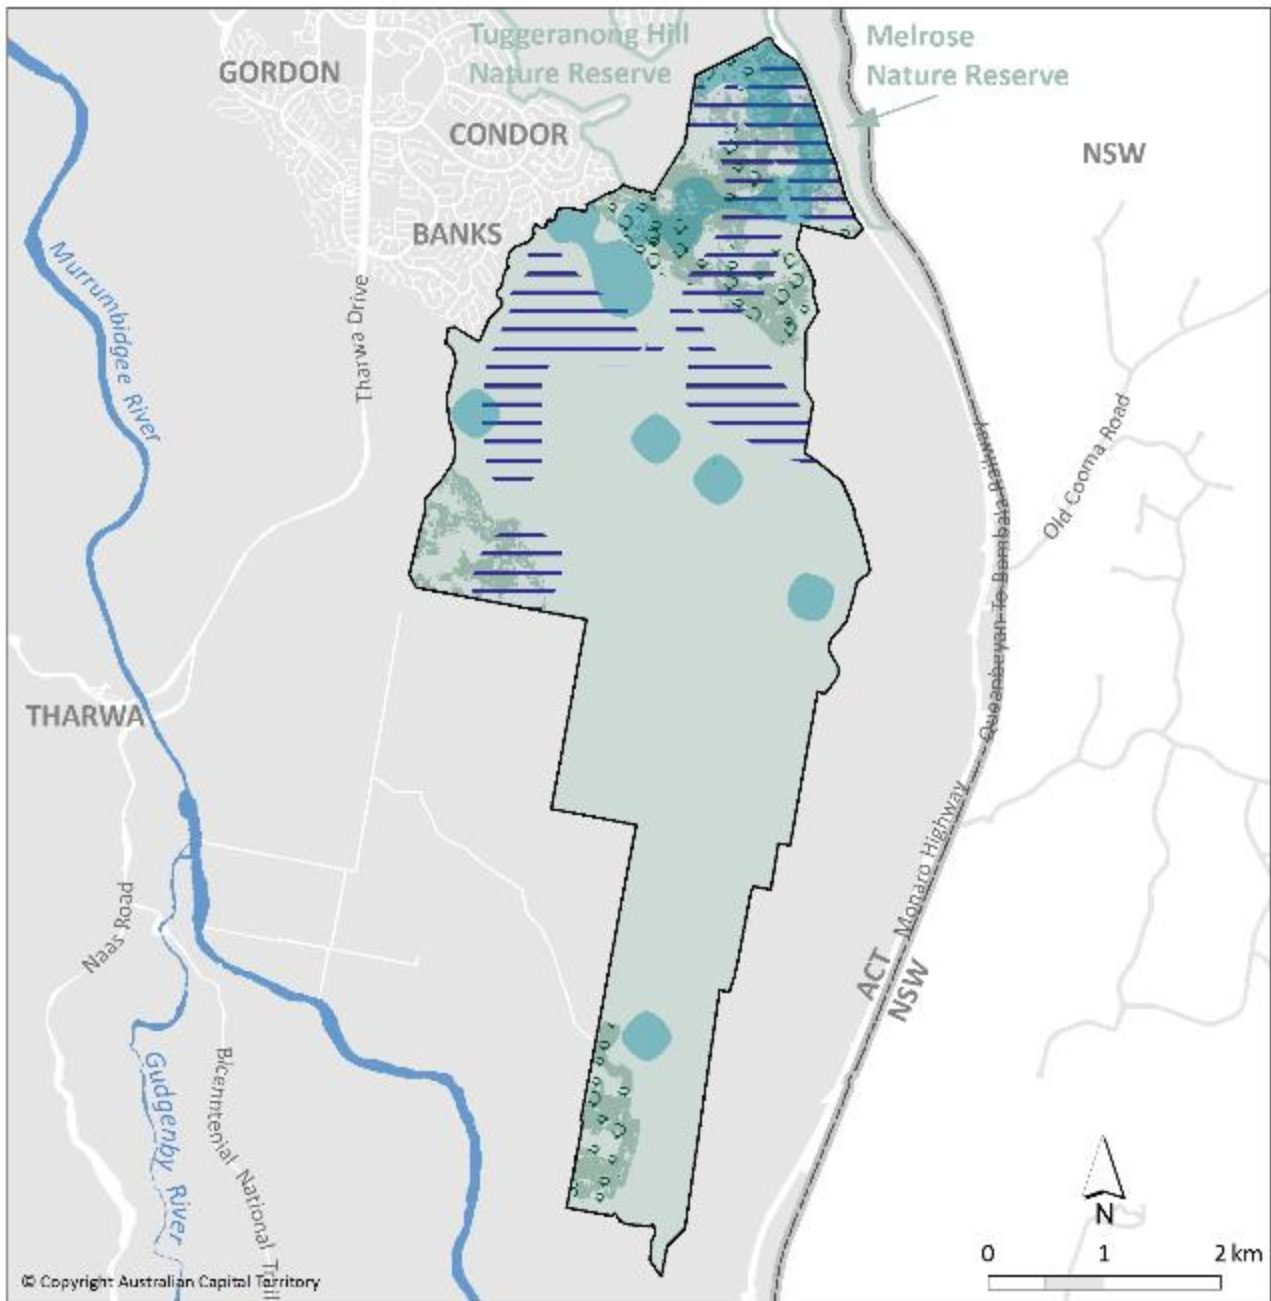 Tuggeranong Hill
Nature Reserve
Melrose
Nature Reserve
GORDON
CONDOR
NSW
BANKS
Murrumbidgee River
Tharwa Drive
Old Cooma Road
Queanbeyan To Bombala Railway
THARWA
Monaro Highway
Naas Road
ACT
NSW
Gudgenby River
Bicentenial National Trail
N
0 1 2 km
© Copyright Australian Capital Territory